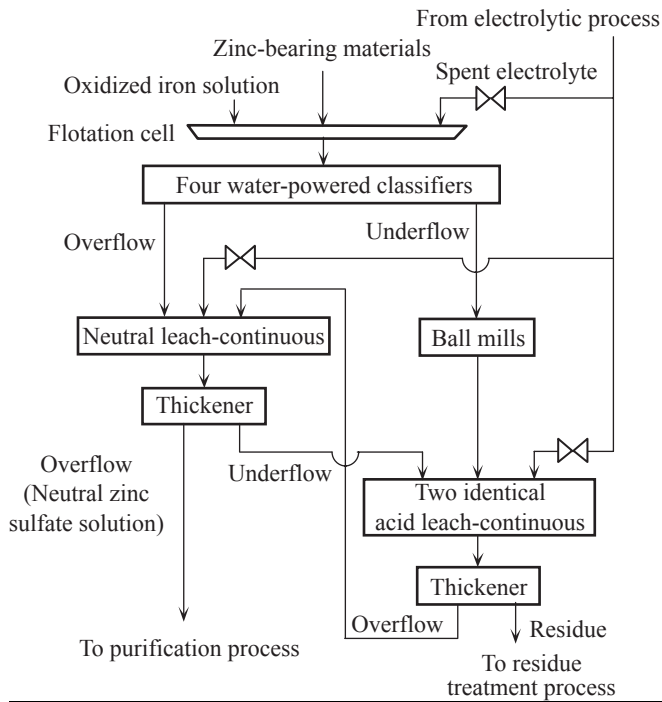 From electrolytic process
Zinc-bearing materials
Spent electrolyte
Oxidized iron solution
Flotation cell
Four water-powered classifiers
Overflow
Underflow
Neutral leach-continuous
Ball mills
Thickener
Overflow
(Neutral zinc
sulfate solution)
Underflow
Two identical
acid leach-continuous
Thickener
Overflow
Residue
To purification process
To residue
treatment process